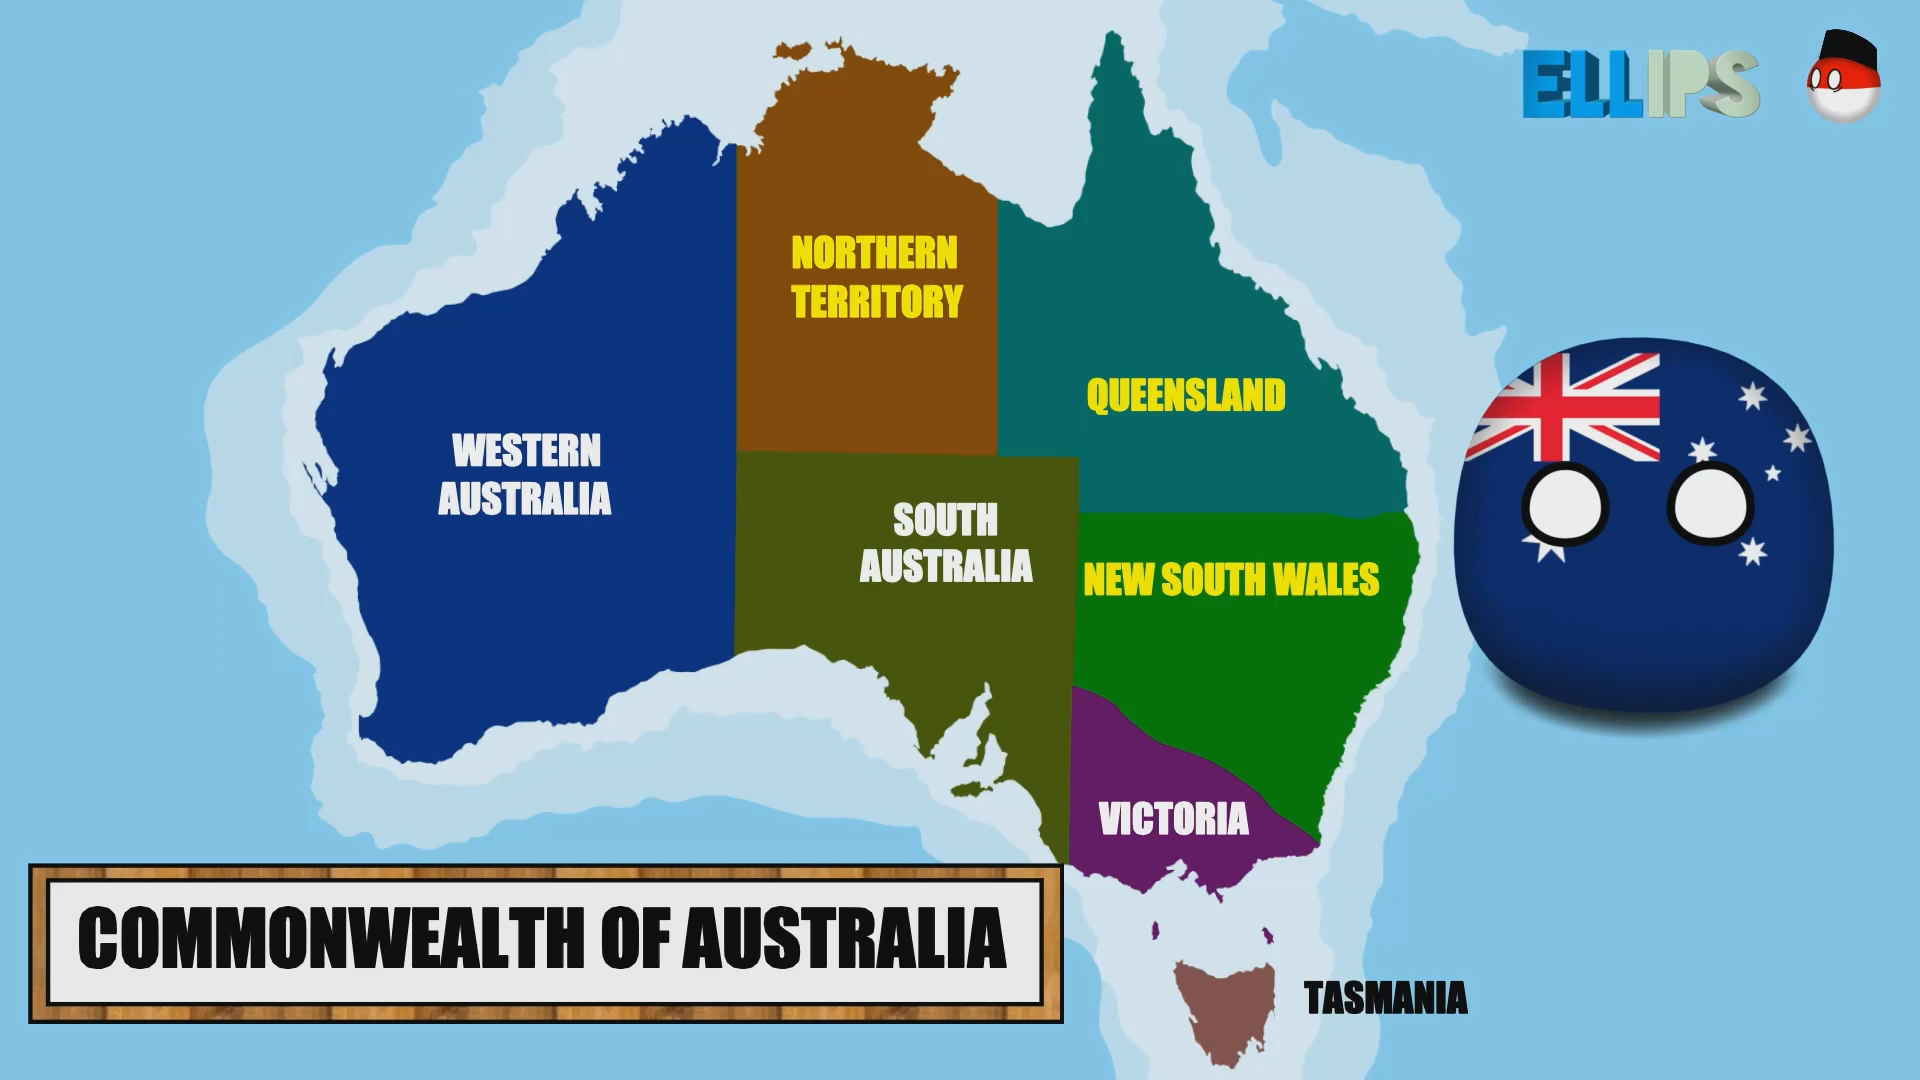 ELLIPS
NORTHERN
TERRITORY
QUEENSLAND
WESTERN
AUSTRALIA
SOUTH
AUSTRALIA
NEW SOUTH WALES
VICTORIA
COMMONWEALTH OF AUSTRALIA
TASMANIA